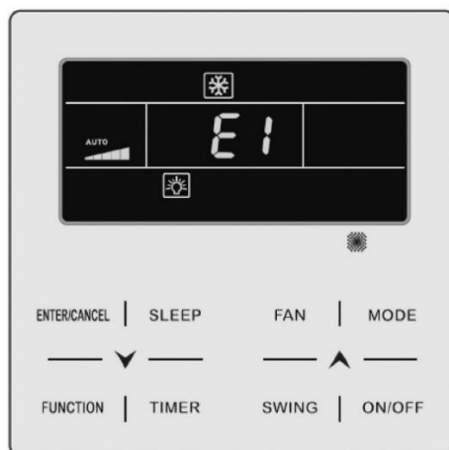 E1
AUTO
ENTER/CANCEL SLEEP FAN MODE
FUNCTION TIMER SWING ON/OFF